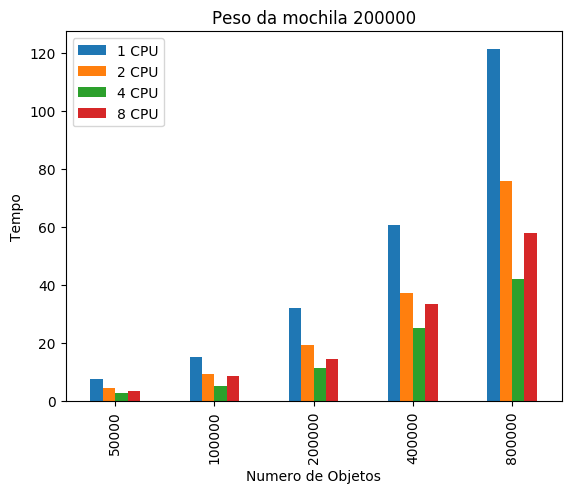 Peso da mochila 200000
1 CPU
2 CPU
4 CPU
8 CPU
Tempo
120
100
80
60
40
20
0
50000
100000
200000
400000
800000
Numero de Objetos